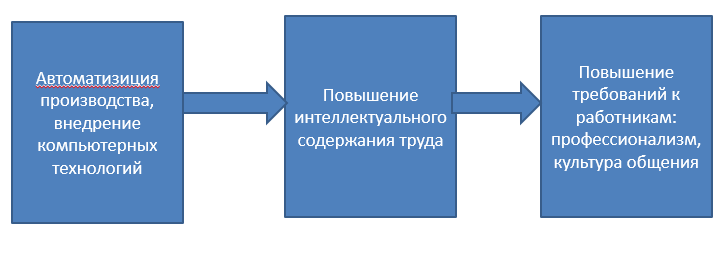 Автоматизиция
производства,
внедрение
компьютерных
технологий
Повышение
интеллектуального
содержания труда
Повышение
требований к
работникам:
профессионализм,
культура общения